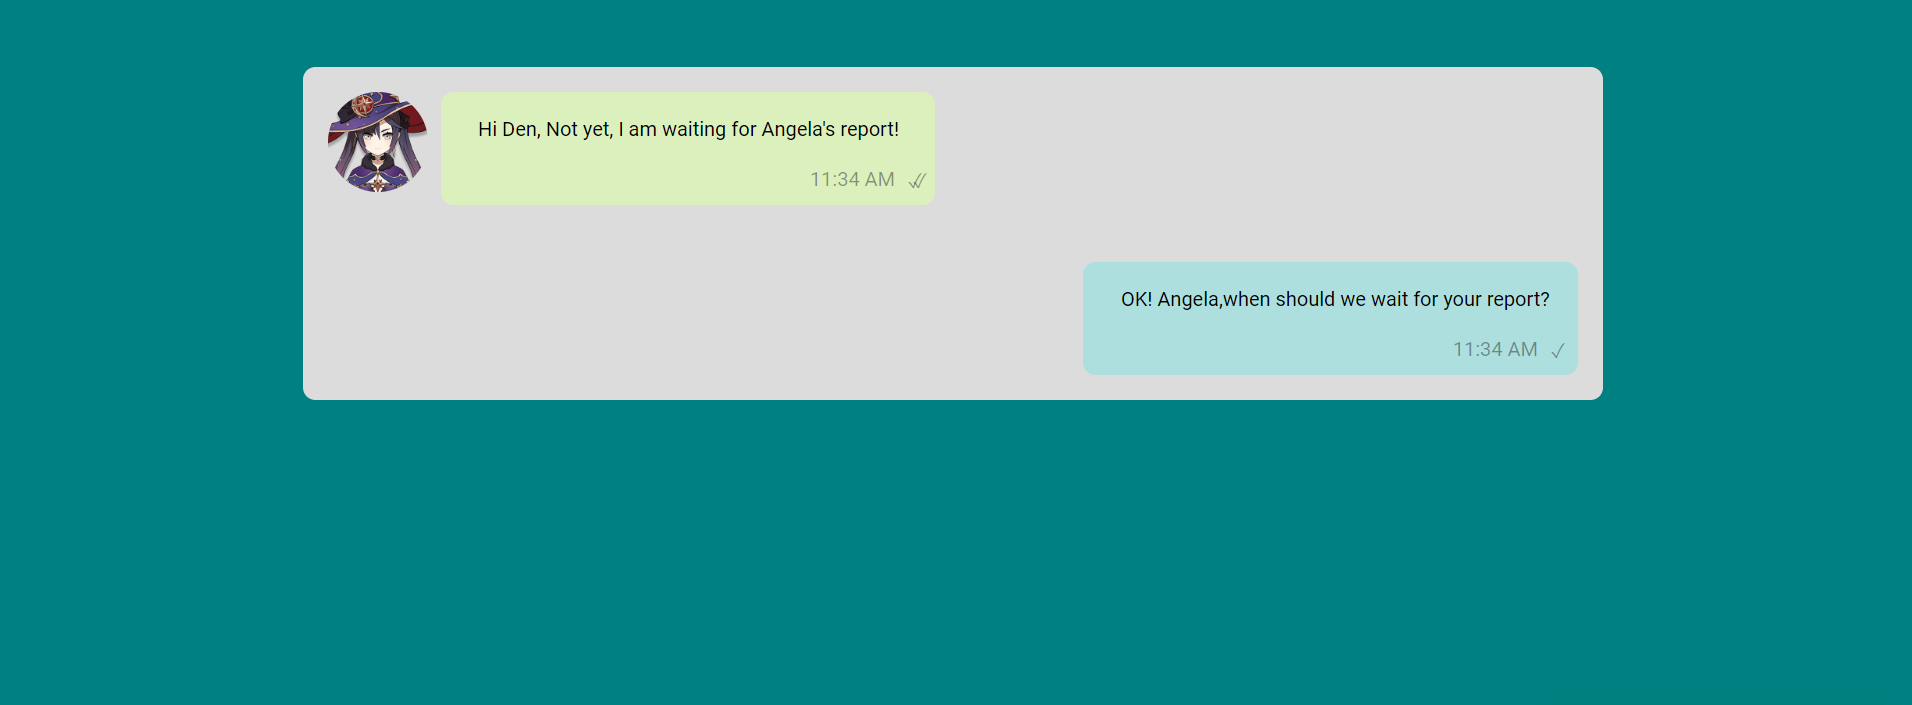 Hi Den, Not yet, I am waiting for Angela's report!
11:34 AM
OK! Angela,when should we wait for your report?
11:34 AM